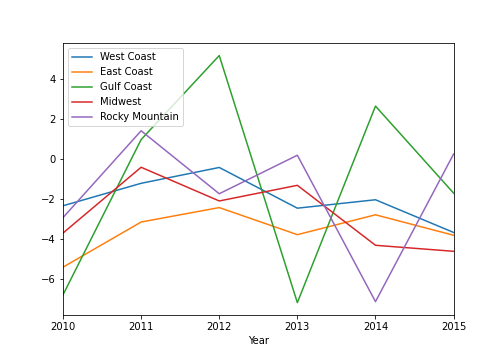 West Coast
East Coast
Gulf Coast
Midwest
Rocky Mountain
4
2
0
−2
−4
−6
2010 2011 2012 2013 2014 2015
Year